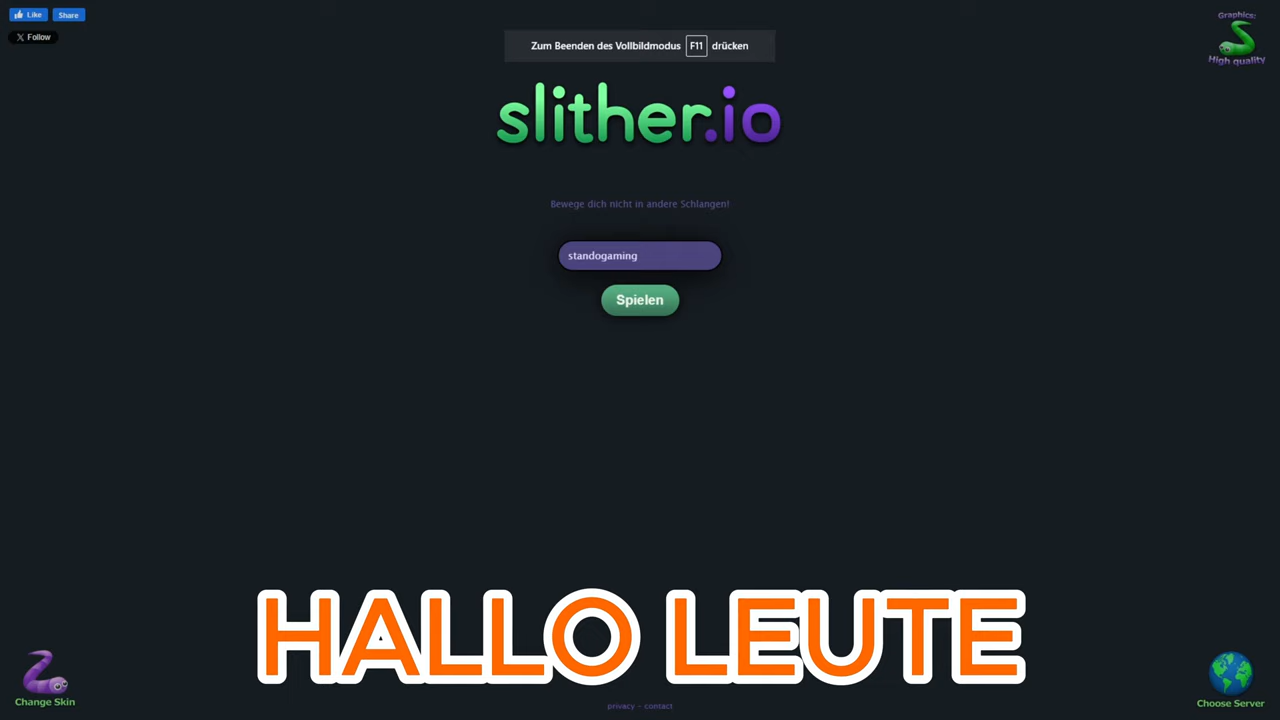 Like
Share
Follow
Graphics:
High quality
Zum Beenden des Vollbildmodus F11 drücken
slither.io
Bewege dich nicht in andere Schlangen!
standogaming
Spielen
HALLO LEUTE
Change Skin
privacy – contact
Choose Server